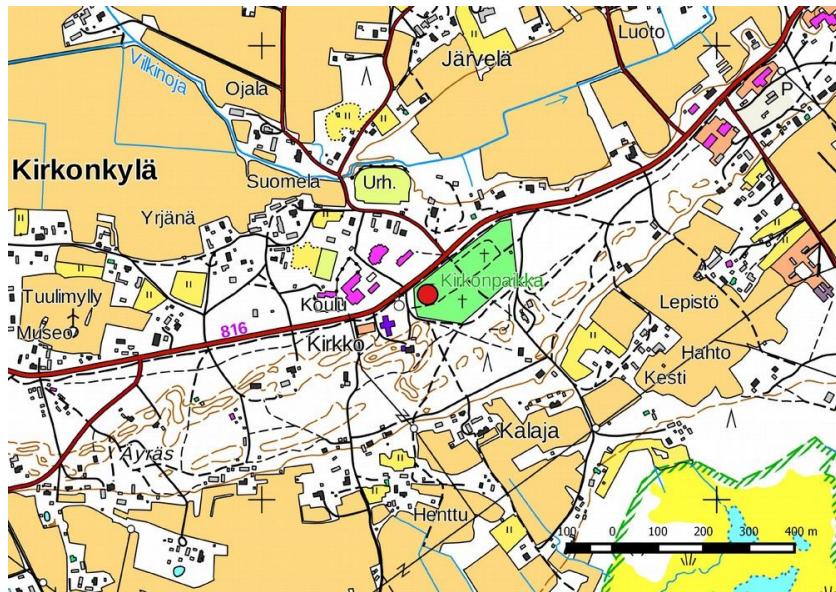 Luoto
Järvelä
Vilkinoja
Ojala
P
Kirkonkylä
Suomela
Urh.
Yrjänä
Kirkonpaikka
Tuulimylly
Koulu
Lepistö
816
Museo
Kirkko
Hahto
Kesti
Kalaja
Äyräs
Henttu
100 0 100 200 300 400 m